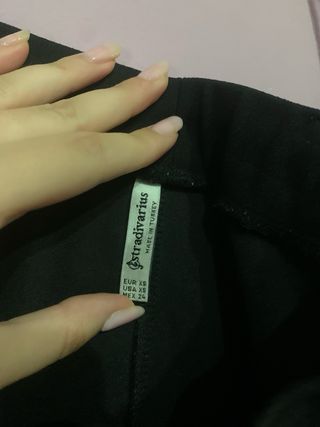 stradivarius
MADE IN TURKEY
EUR XS
USA XS
MEX 24